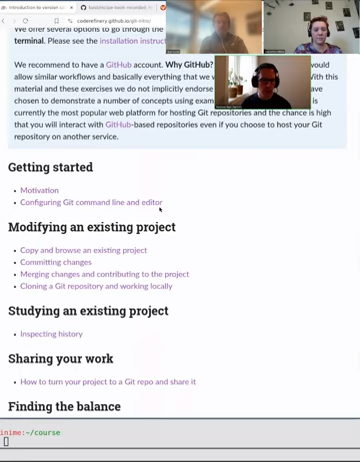 Introduction to version
coderefinery.github.io/git-intro/
We offer several options to go through the
terminal. Please see the installation instruc
We recommend to have a GitHub account. Why GitHub? would
allow similar workflows and basically everything that we With this
material and these exercises we do not implicitly endorse have
chosen to demonstrate a number of concepts using exam is
currently the most popular web platform for hosting Git repositories and the chance is high
that you will interact with GitHub-based repositories even if you choose to host your Git
repository on another service.
Getting started
• Motivation
• Configuring Git command line and editor
Modifying an existing project
• Copy and browse an existing project
• Committing changes
• Merging changes and contributing to the project
• Cloning a Git repository and working locally
Studying an existing project
• Inspecting history
Sharing your work
• How to turn your project to a Git repo and share it
Finding the balance
inime:~/course